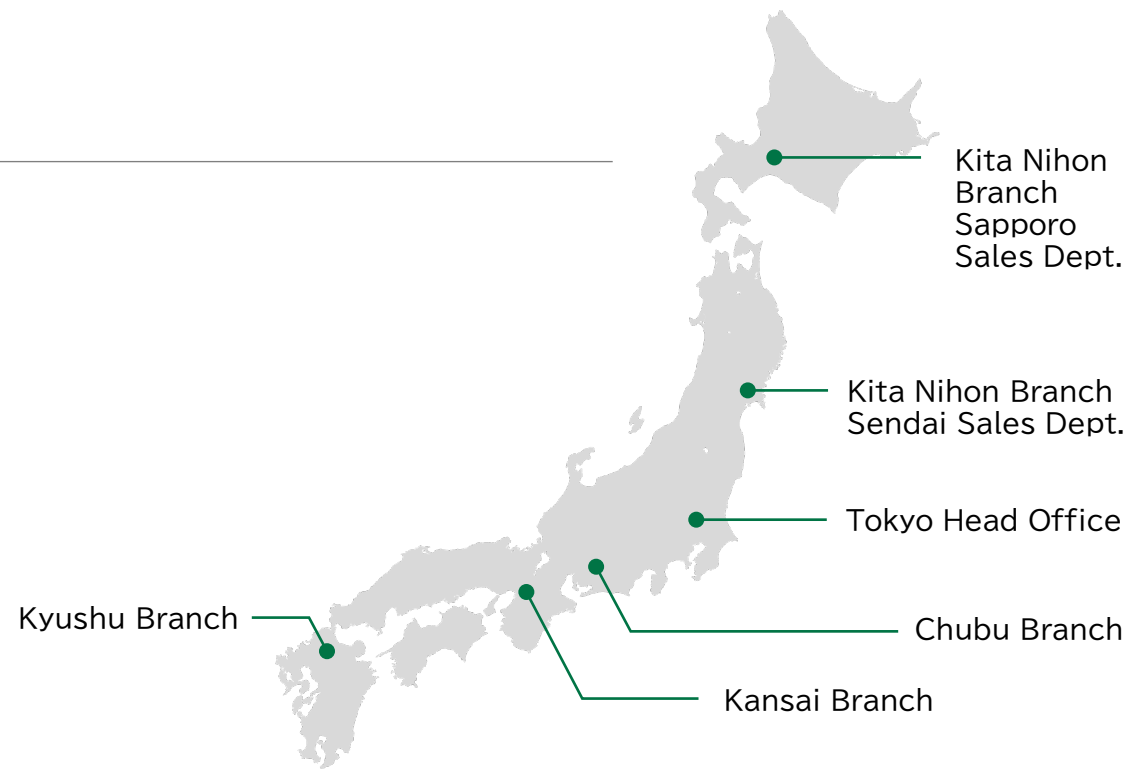 Kita Nihon
Branch
Sapporo
Sales Dept.
Kita Nihon Branch
Sendai Sales Dept.
Tokyo Head Office
Kyushu Branch
Chubu Branch
Kansai Branch